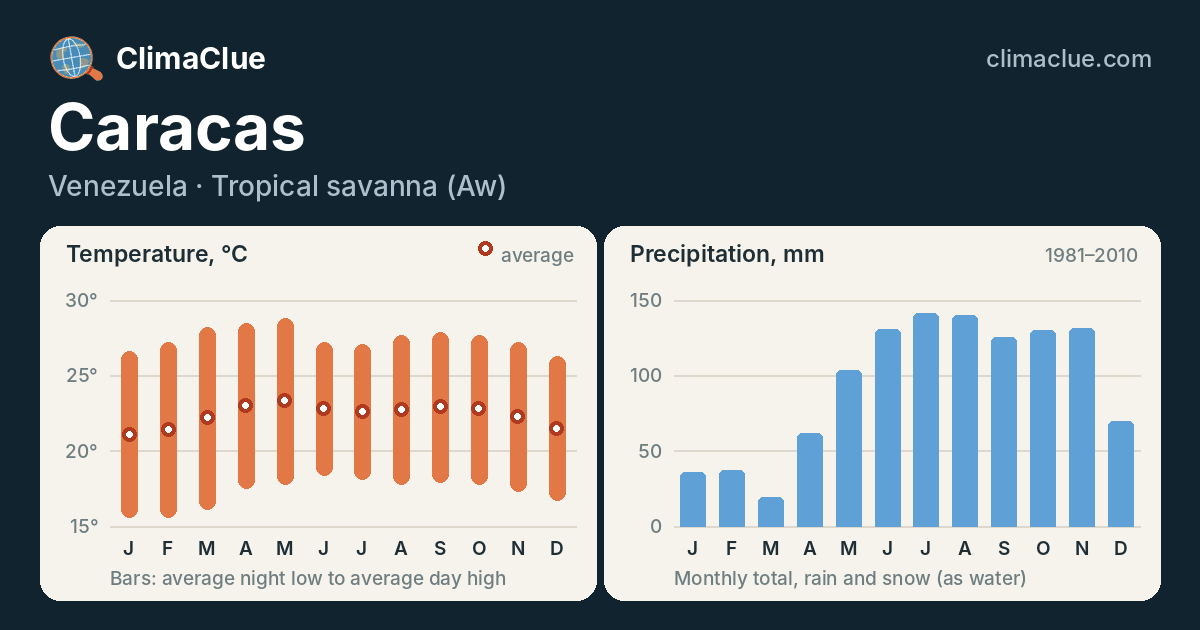 ClimaClue
climaclue.com
Caracas
Venezuela · Tropical savanna (Aw)
Temperature, °C
average
30°
25°
20°
15°
J F M A M J J A S O N D
Bars: average night low to average day high
Precipitation, mm
1981–2010
150
100
50
0
J F M A M J J A S O N D
Monthly total, rain and snow (as water)